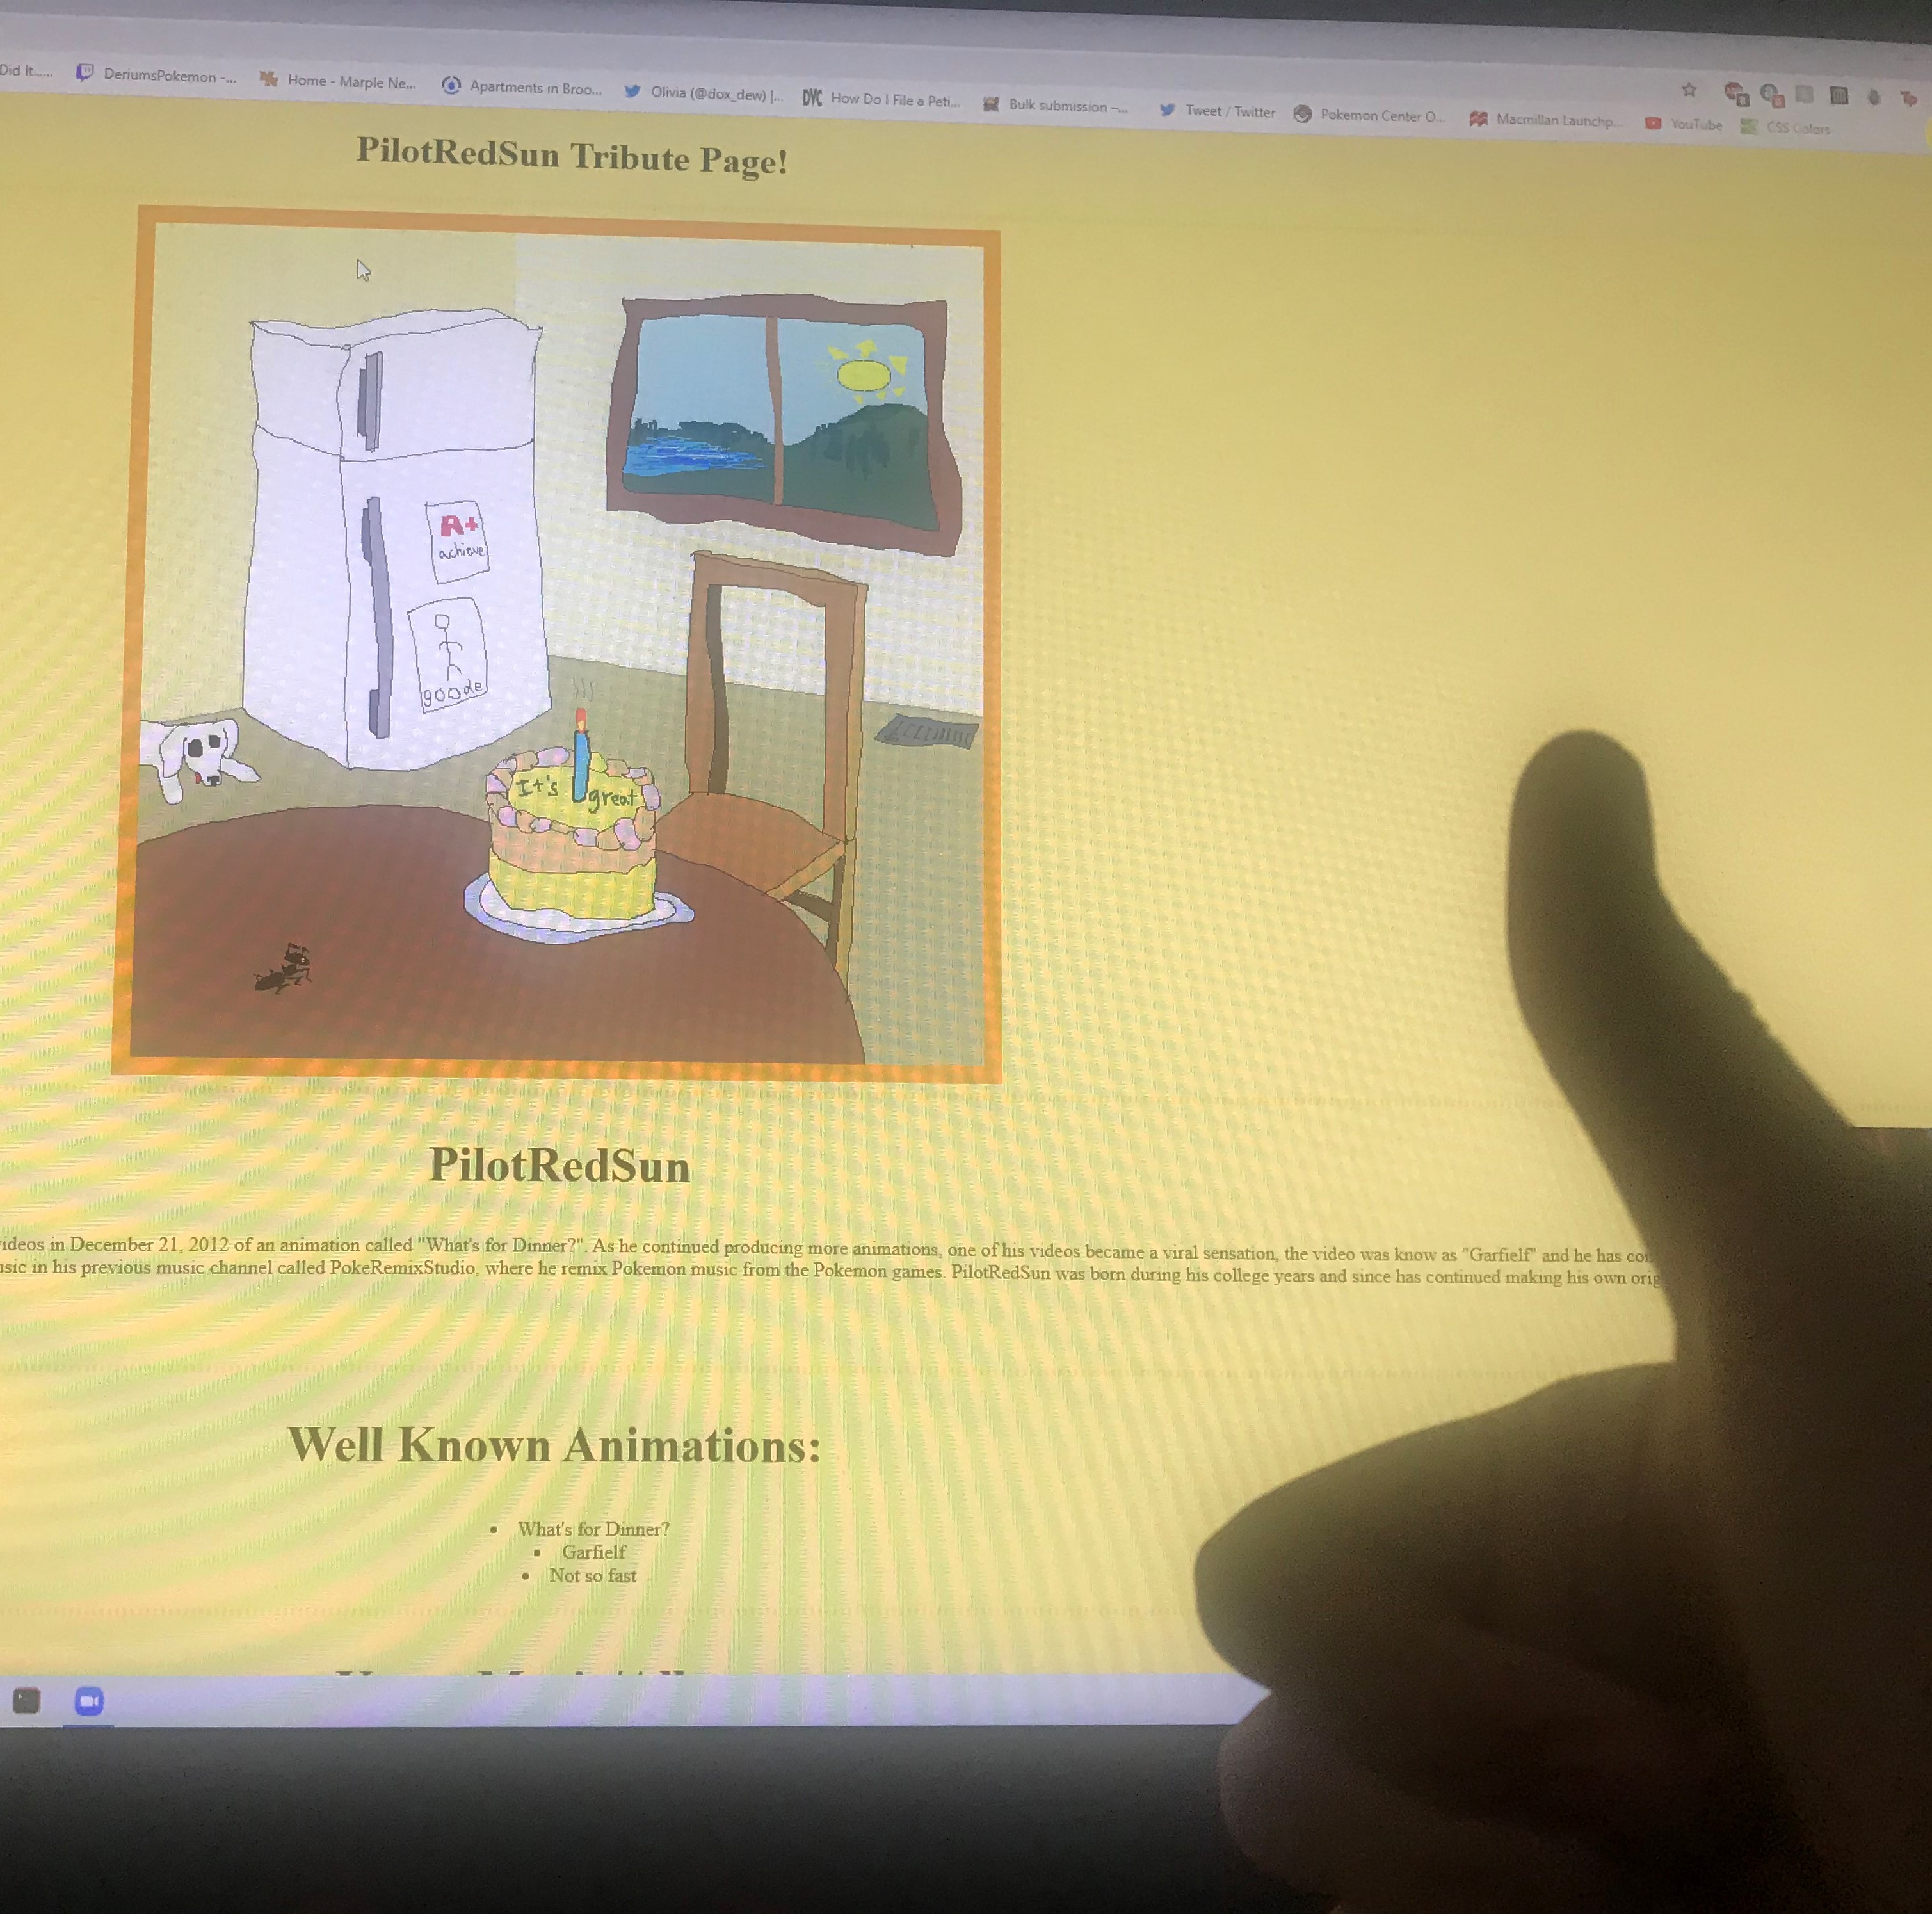 Did It..... DeriumsPokemon -... Home - Marple Ne... Apartments in Broo... Olivia (@dox_dew) |... DVC How Do I File a Peti... Bulk submission –... Tweet / Twitter Pokemon Center O... Macmillan Launchp... YouTube CSS Colors
PilotRedSun Tribute Page!
A+
achieve
goode
It's great
PilotRedSun
videos in December 21, 2012 of an animation called "What's for Dinner?". As he continued producing more animations, one of his videos became a viral sensation, the video was know as "Garfielf" and he has
in his previous music channel called PokeRemixStudio, where he remix Pokemon music from the Pokemon games. PilotRedSun was born during his college years and since has continued making his own
Well Known Animations:
• What's for Dinner?
• Garfielf
• Not so fast